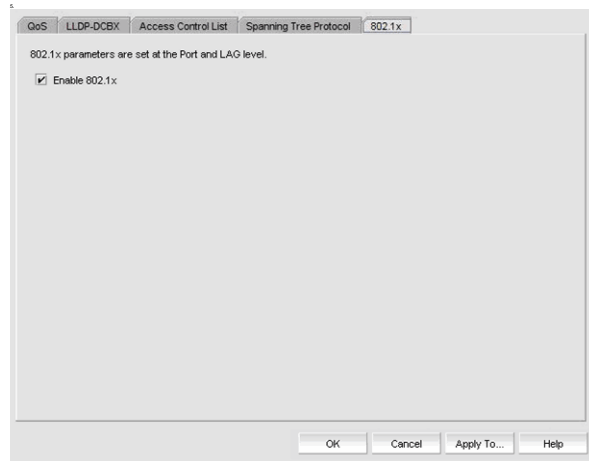 s.
QoS LLDP-DCBX Access Control List Spanning Tree Protocol 802.1x
802.1x parameters are set at the Port and LAG level.
Enable 802.1x
OK Cancel Apply To... Help